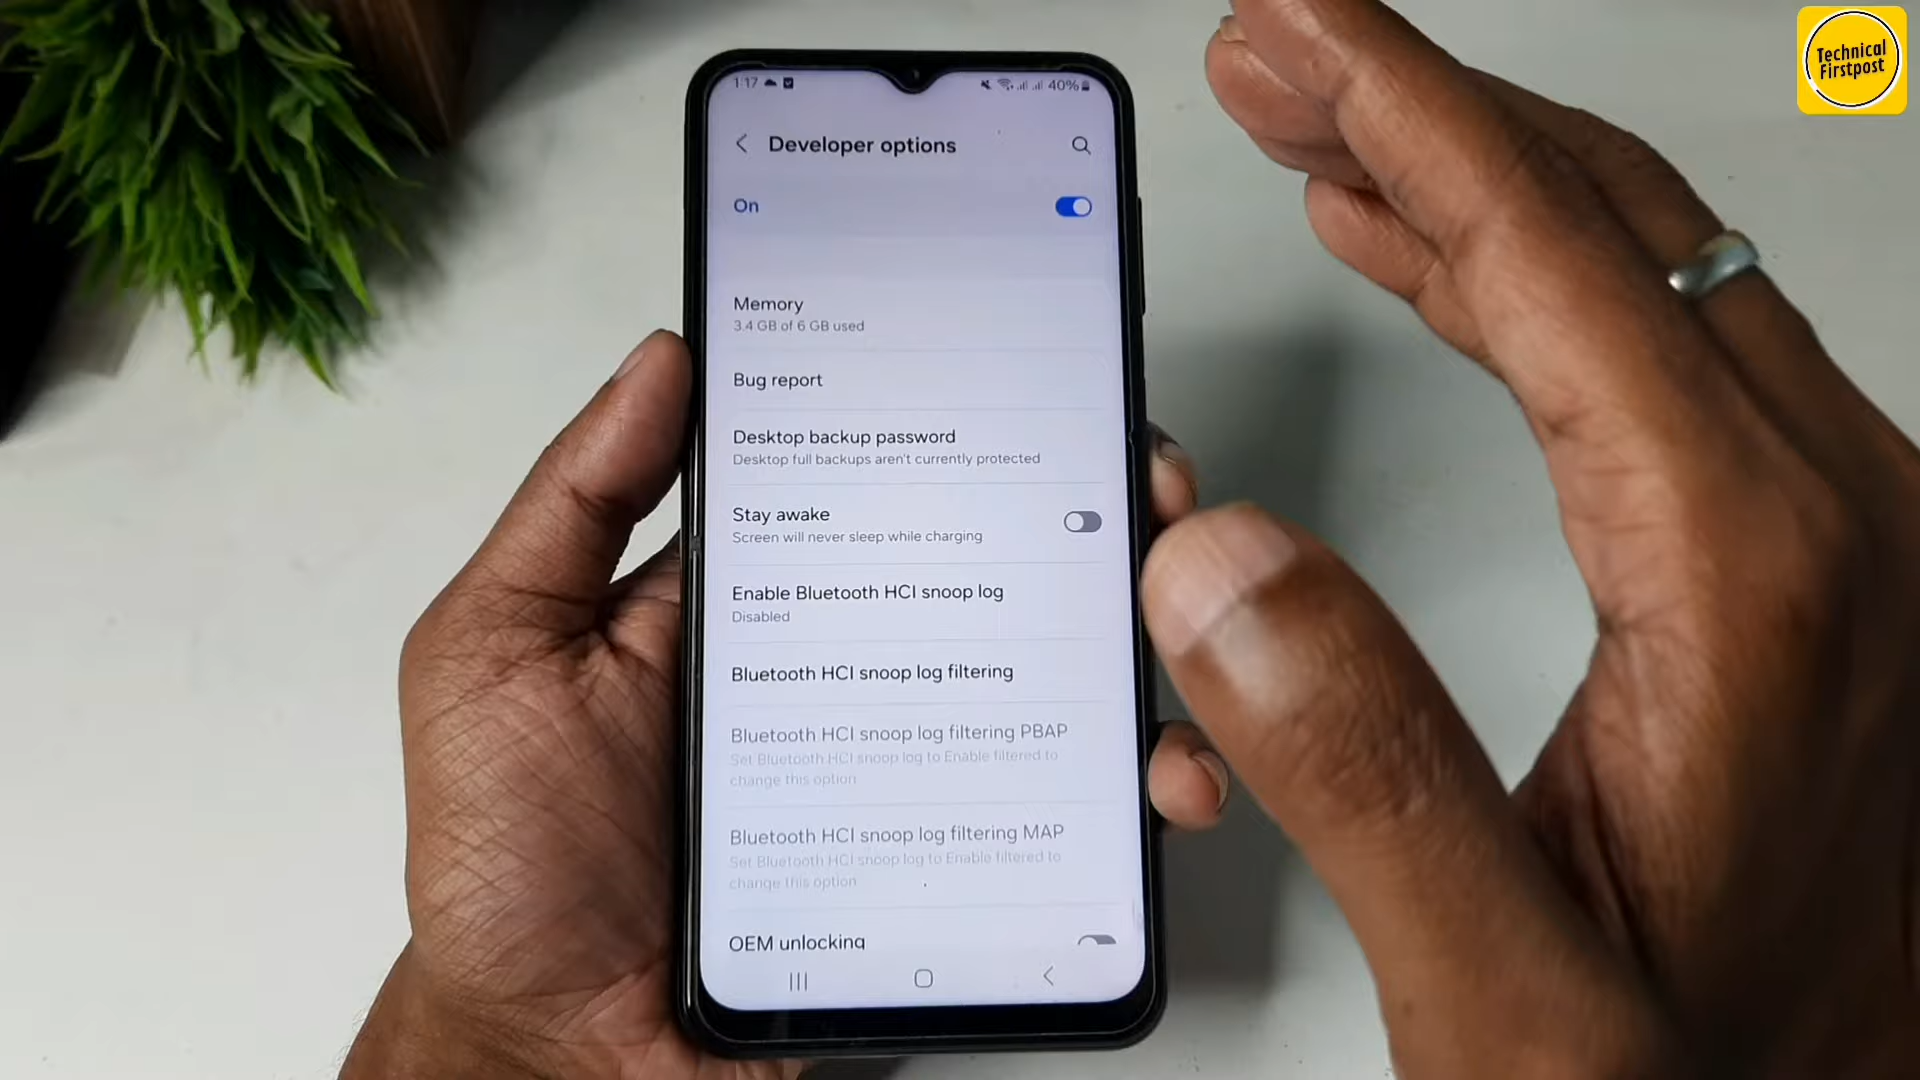 Technical
Firstpost
1:17
40%
Developer options
On
Memory
3.4 GB of 6 GB used
Bug report
Desktop backup password
Desktop full backups aren't currently protected
Stay awake
Screen will never sleep while charging
Enable Bluetooth HCI snoop log
Disabled
Bluetooth HCI snoop log filtering
Bluetooth HCI snoop log filtering PBAP
Set Bluetooth HCI snoop log to Enable filtered to
change this option
Bluetooth HCI snoop log filtering MAP
Set Bluetooth HCI snoop log to Enable filtered to
change this option
OEM unlocking